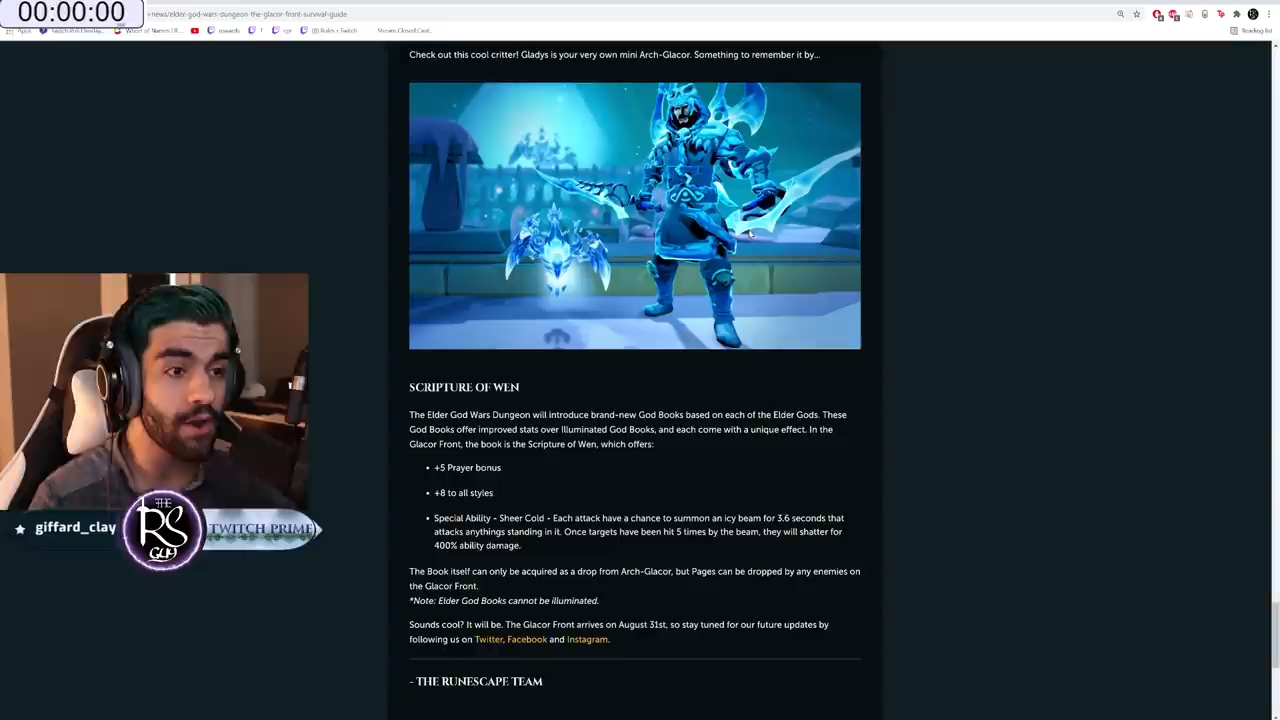 00:00:00
news/elder-god-wars-dungeon-the-glacor-front-survival-guide
Apps
Reading list
Check out this cool critter! Gladys is your very own mini Arch-Glacor. Something to remember it by...
SCRIPTURE OF WEN
The Elder God Wars Dungeon will introduce brand-new God Books based on each of the Elder Gods. These
God Books offer improved stats over Illuminated God Books, and each come with a unique effect. In the
Glacor Front, the book is the Scripture of Wen, which offers:
• +5 Prayer bonus
• +8 to all styles
• Special Ability - Sheer Cold - Each attack have a chance to summon an icy beam for 3.6 seconds that
attacks anythings standing in it. Once targets have been hit 5 times by the beam, they will shatter for
400% ability damage.
The Book itself can only be acquired as a drop from Arch-Glacor, but Pages can be dropped by any enemies on
the Glacor Front.
*Note: Elder God Books cannot be illuminated.
Sounds cool? It will be. The Glacor Front arrives on August 31st, so stay tuned for our future updates by
following us on Twitter, Facebook and Instagram.
- THE RUNESCAPE TEAM
giffard_clay
THE
RS
GUY
TWITCH PRIME